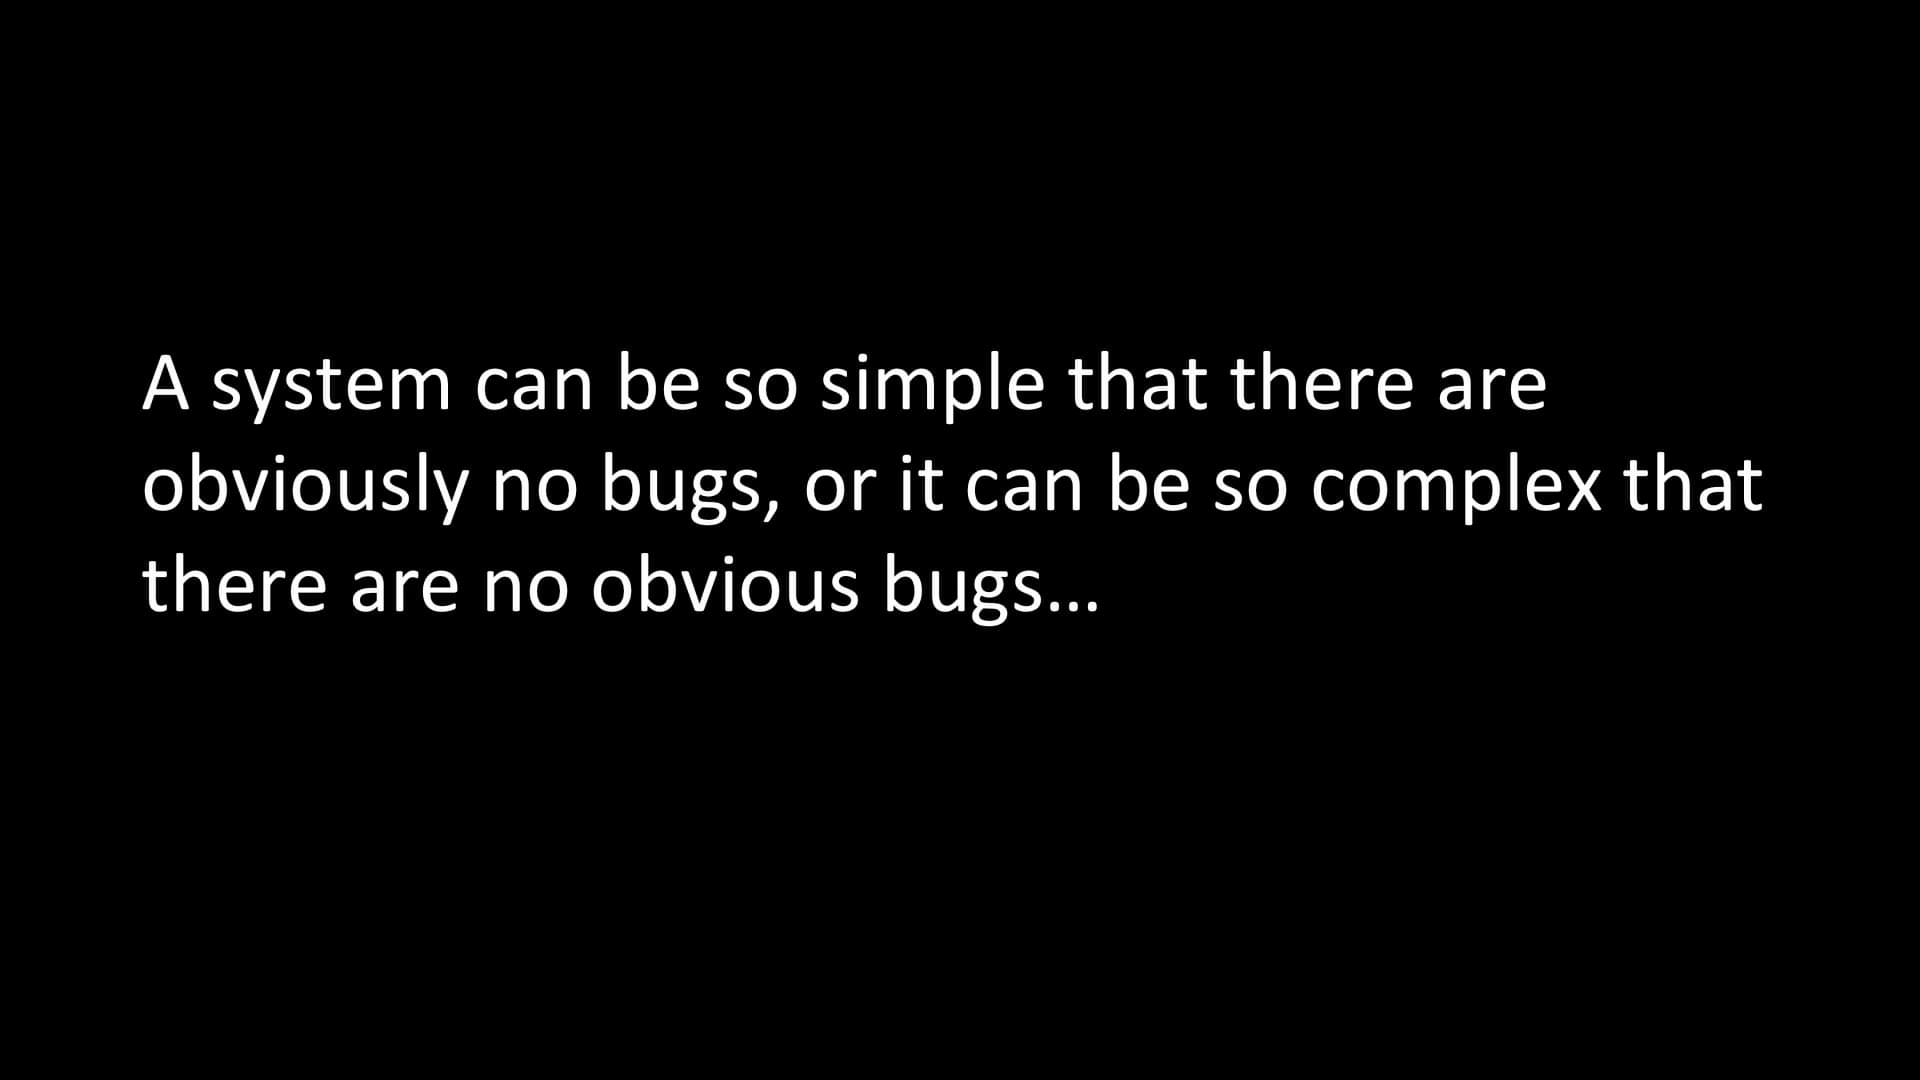 A system can be so simple that there are
obviously no bugs, or it can be so complex that
there are no obvious bugs…